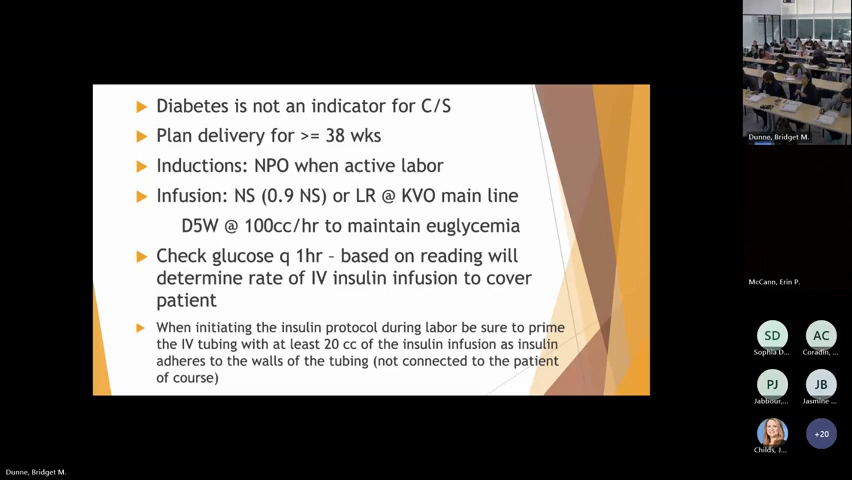 Diabetes is not an indicator for C/S
Plan delivery for >= 38 wks
Inductions: NPO when active labor
Infusion: NS (0.9 NS) or LR @ KVO main line
D5W @ 100cc/hr to maintain euglycemia
Check glucose q 1hr – based on reading will
determine rate of IV insulin infusion to cover
patient
When initiating the insulin protocol during labor be sure to prime
the IV tubing with at least 20 cc of the insulin infusion as insulin
adheres to the walls of the tubing (not connected to the patient
of course)
Dunne, Bridget M.
McCann, Erin P.
SD
AC
Sophia D...
Coradin, ...
PJ
JB
Jabbour,...
Jasmine ...
+20
Childs, J...
Dunne, Bridget M.